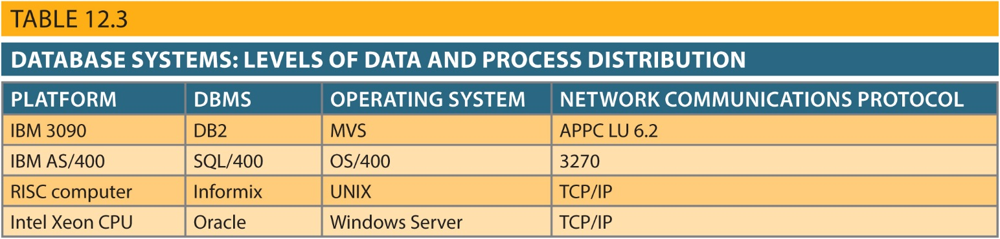 TABLE 12.3
DATABASE SYSTEMS: LEVELS OF DATA AND PROCESS DISTRIBUTION
PLATFORM DBMS OPERATING SYSTEM NETWORK COMMUNICATIONS PROTOCOL
IBM 3090 DB2 MVS APPC LU 6.2
IBM AS/400 SQL/400 OS/400 3270
RISC computer Informix UNIX TCP/IP
Intel Xeon CPU Oracle Windows Server TCP/IP